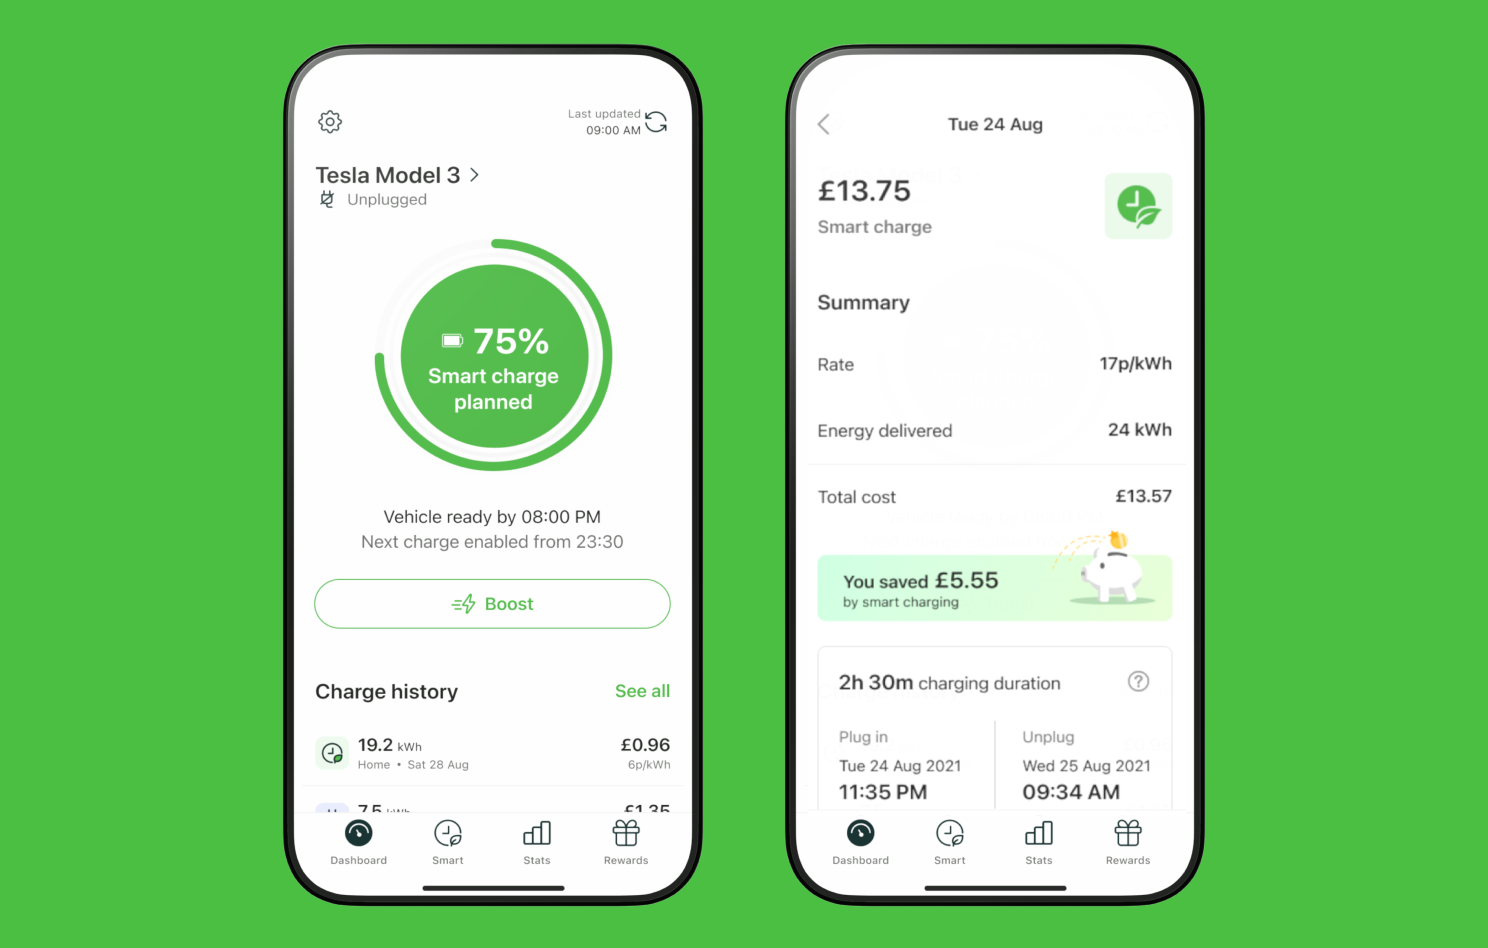 Last updated
09:00 AM
Tesla Model 3
Unplugged
75%
Smart charge
planned
Vehicle ready by 08:00 PM
Next charge enabled from 23:30
Boost
Charge history
See all
19.2 kWh
£0.96
Home • Sat 28 Aug
6p/kWh
7.5 kWh
£1.35
Dashboard
Smart
Stats
Rewards
Tue 24 Aug
£13.75
Smart charge
Summary
Rate
17p/kWh
Energy delivered
24 kWh
Total cost
£13.57
You saved £5.55
by smart charging
2h 30m charging duration
?
Plug in
Unplug
Tue 24 Aug 2021
Wed 25 Aug 2021
11:35 PM
09:34 AM
Dashboard
Smart
Stats
Rewards